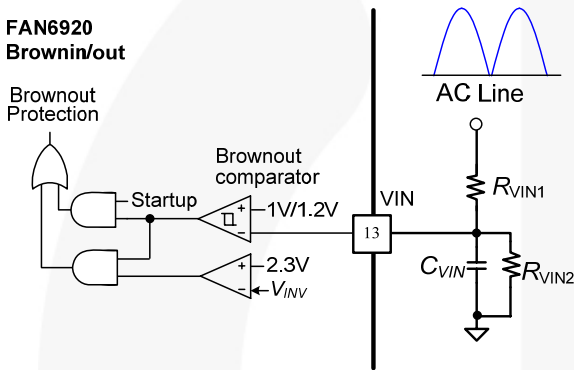 FAN6920
Brownin/out
AC Line
Brownout
Protection
Brownout
comparator
Startup
+
1V/1.2V
−
VIN
13
RVIN1
+
2.3V
−
VINV
CVIN
RVIN2